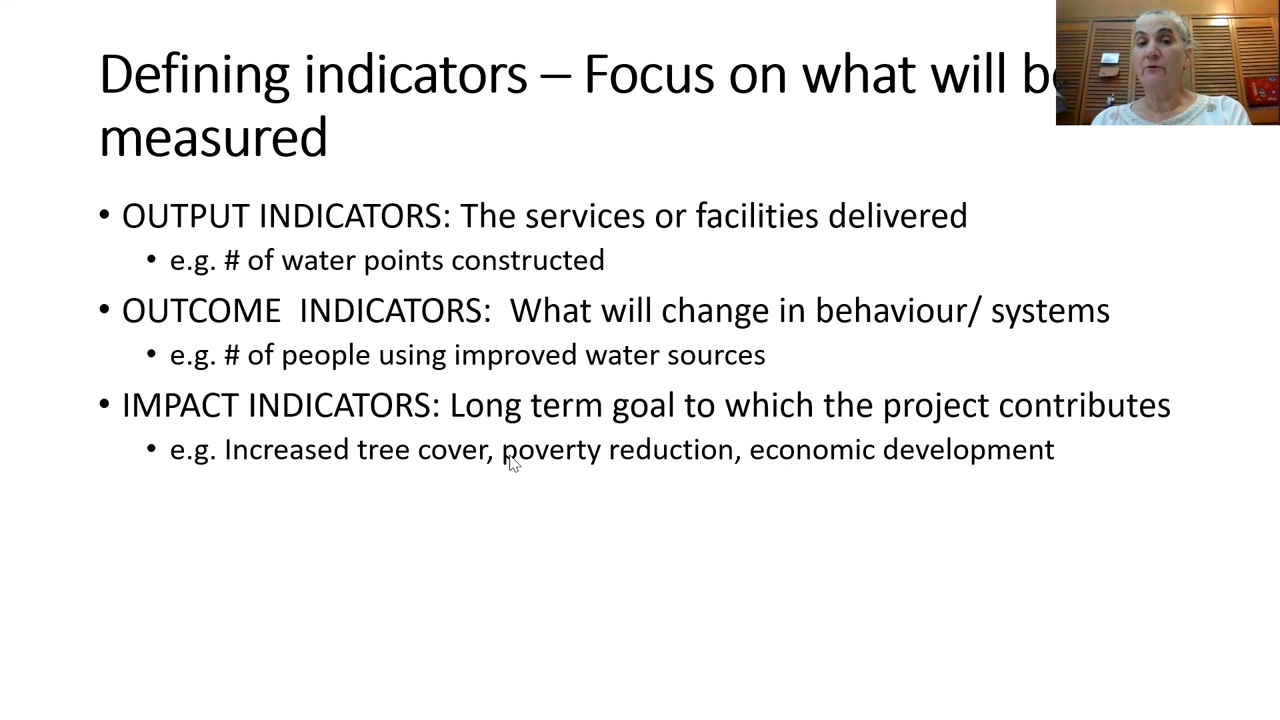 Defining indicators – Focus on what will be
measured
• OUTPUT INDICATORS: The services or facilities delivered
• e.g. # of water points constructed
• OUTCOME  INDICATORS:  What will change in behaviour/ systems
• e.g. # of people using improved water sources
• IMPACT INDICATORS: Long term goal to which the project contributes
• e.g. Increased tree cover, poverty reduction, economic development